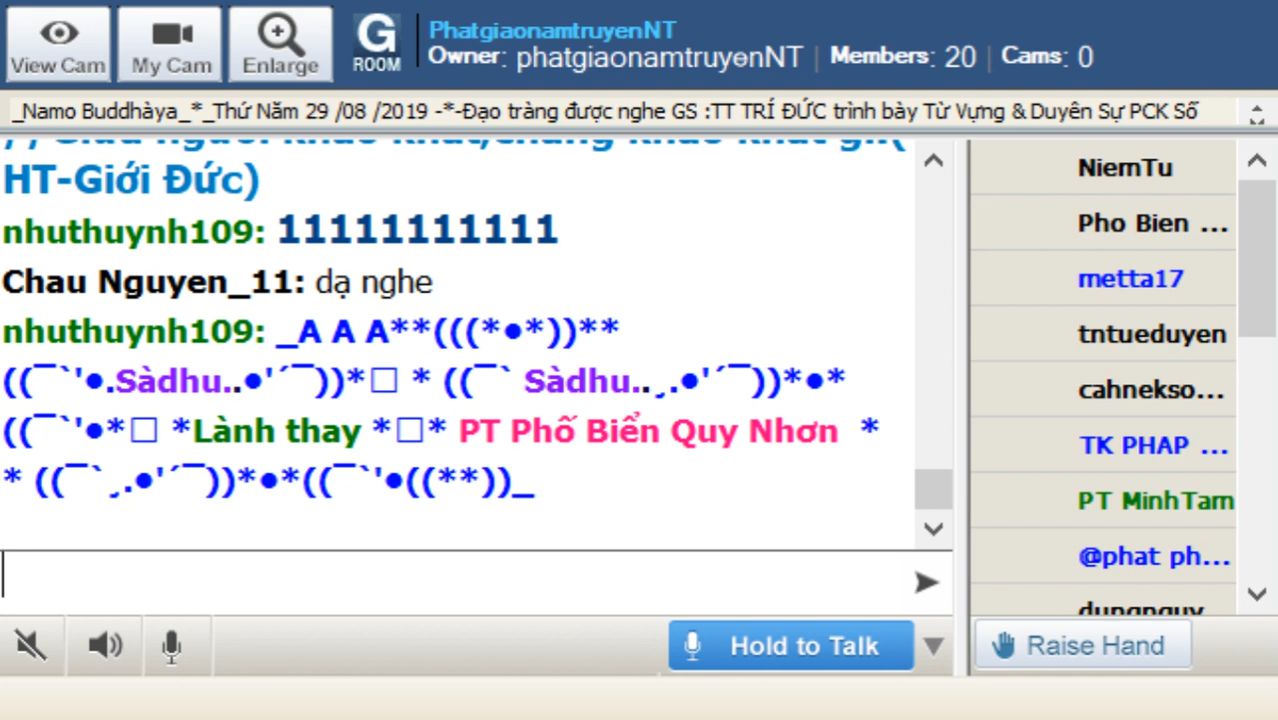 View Cam
My Cam
Enlarge
G
ROOM
PhatgiaonamtruyenNT
Owner: phatgiaonamtruyenNT | Members: 20 | Cams: 0
_Namo Buddhàya_*_Thứ Năm 29 /08 /2019 -*-Đạo tràng được nghe GS :TT TRÍ ĐỨC trình bày Từ Vựng & Duyên Sự PCK Số
HT-Giới Đức)
nhuthuynh109: 11111111111
Chau Nguyen_11: dạ nghe
nhuthuynh109: _A A A**(((*●*))**
((¯`'●.Sàdhu..●'´¯))*□ * ((¯` Sàdhu..¸.●'´¯))*●*
((¯`'●*□ *Lành thay *□* PT Phố Biển Quy Nhơn *
* ((¯`¸.●'´¯))*●*((¯`'●((**))_
NiemTu
Pho Bien ...
metta17
tntueduyen
cahnekso...
TK PHAP ...
PT MinhTam
@phat ph...
Hold to Talk
Raise Hand